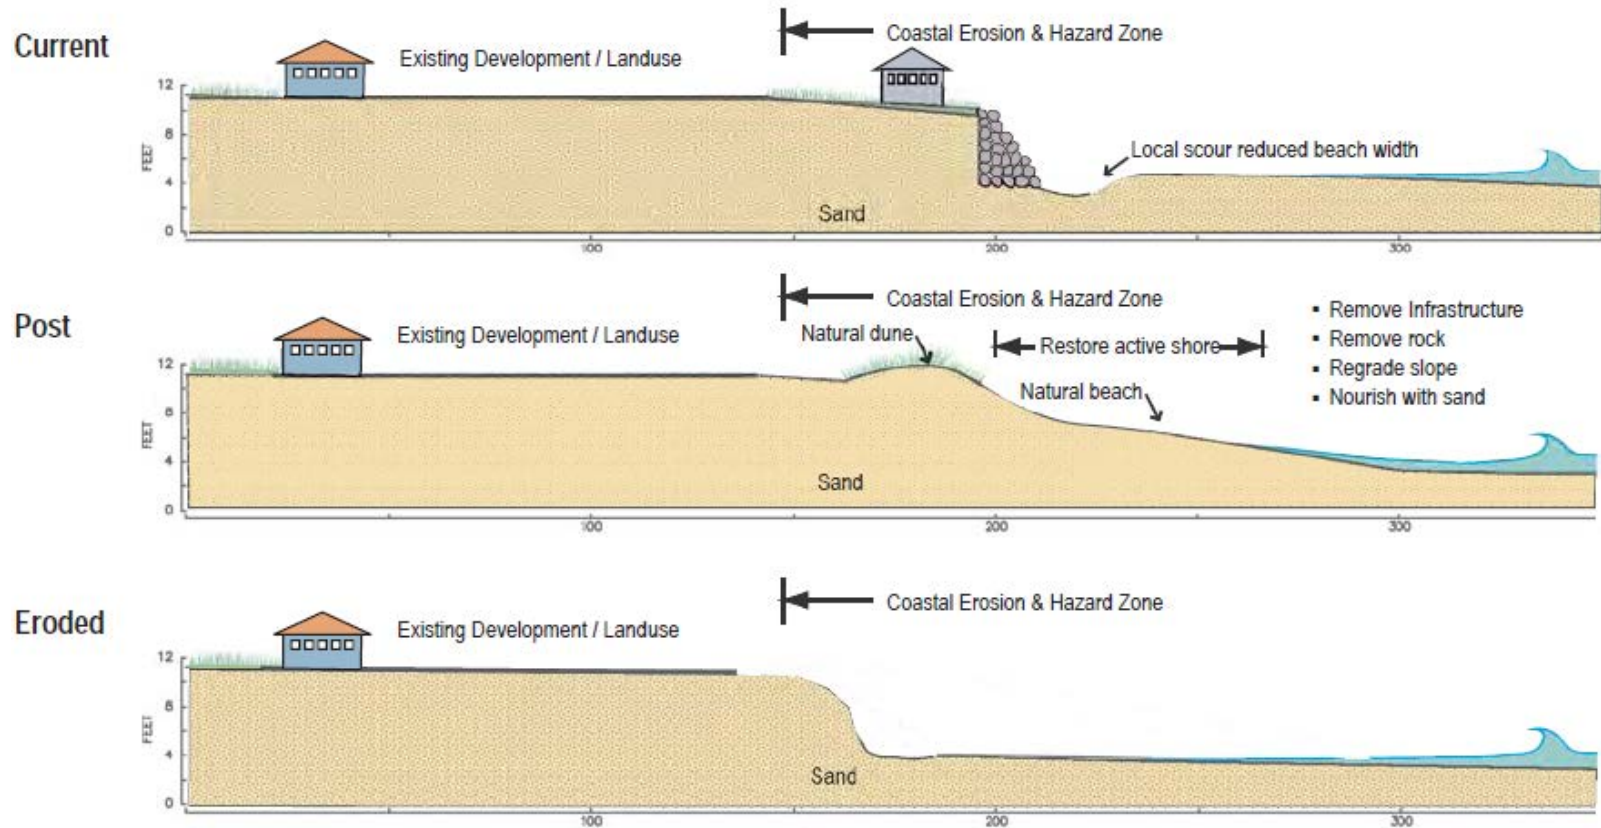 Current
Coastal Erosion & Hazard Zone
Existing Development / Landuse
12
8
4
0
FEET
Local scour reduced beach width
Sand
100
200
300
Post
Coastal Erosion & Hazard Zone
Existing Development / Landuse
Natural dune
Restore active shore
Natural beach
▪ Remove Infrastructure
▪ Remove rock
▪ Regrade slope
▪ Nourish with sand
12
8
4
0
FEET
Sand
100
200
300
Eroded
Coastal Erosion & Hazard Zone
Existing Development / Landuse
12
8
4
0
FEET
Sand
100
200
300